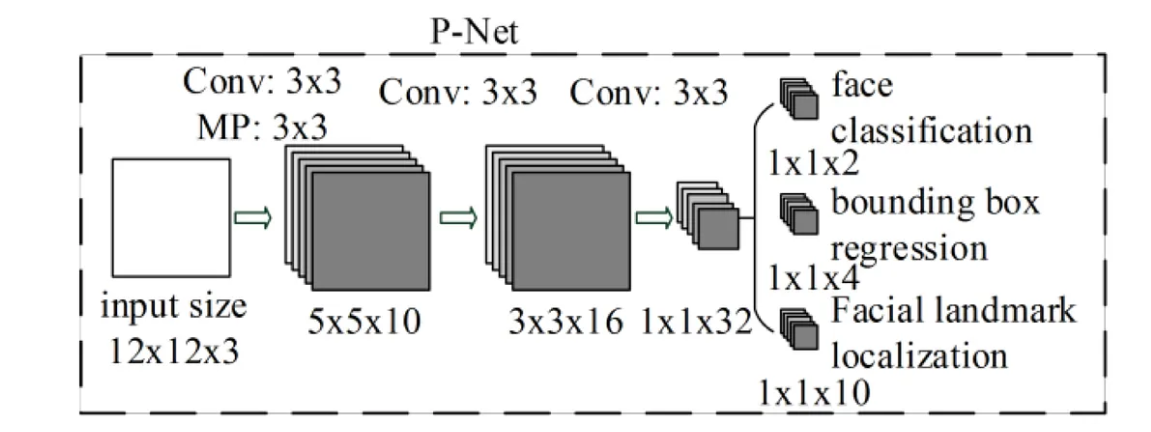 P-Net
Conv: 3x3
MP: 3x3
Conv: 3x3
Conv: 3x3
input size
12x12x3
5x5x10
3x3x16
1x1x32
face
classification
1x1x2
bounding box
regression
1x1x4
Facial landmark
localization
1x1x10